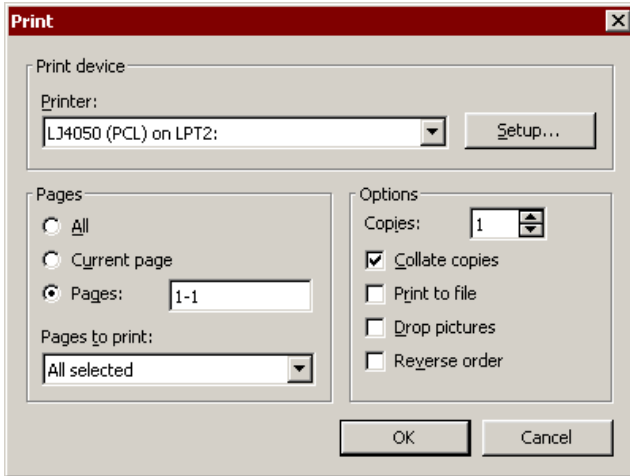 Print
Print device
Printer:
LJ4050 (PCL) on LPT2:
Setup...
Pages
All
Current page
Pages:
1-1
Pages to print:
All selected
Options
Copies:
1
Collate copies
Print to file
Drop pictures
Reverse order
OK
Cancel